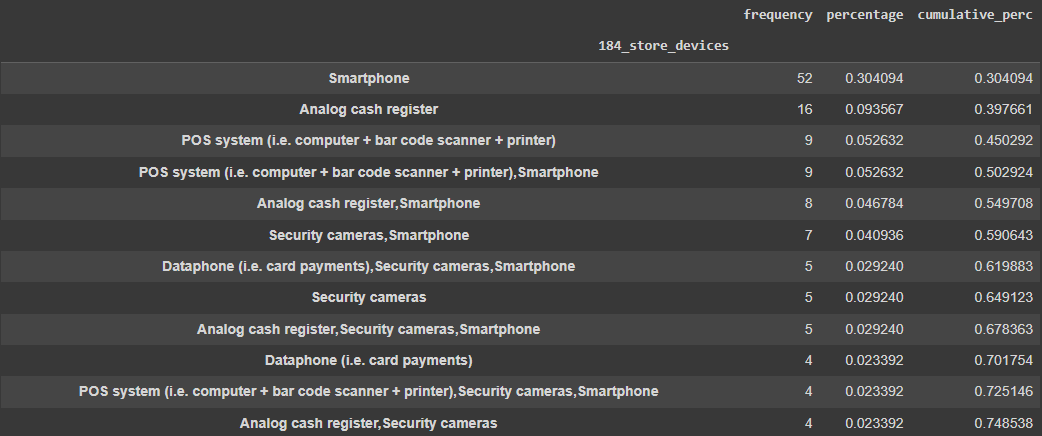 frequency percentage cumulative_perc
184_store_devices
Smartphone 52 0.304094 0.304094
Analog cash register 16 0.093567 0.397661
POS system (i.e. computer + bar code scanner + printer) 9 0.052632 0.450292
POS system (i.e. computer + bar code scanner + printer),Smartphone 9 0.052632 0.502924
Analog cash register,Smartphone 8 0.046784 0.549708
Security cameras,Smartphone 7 0.040936 0.590643
Dataphone (i.e. card payments),Security cameras,Smartphone 5 0.029240 0.619883
Security cameras 5 0.029240 0.649123
Analog cash register,Security cameras,Smartphone 5 0.029240 0.678363
Dataphone (i.e. card payments) 4 0.023392 0.701754
POS system (i.e. computer + bar code scanner + printer),Security cameras,Smartphone 4 0.023392 0.725146
Analog cash register,Security cameras 4 0.023392 0.748538